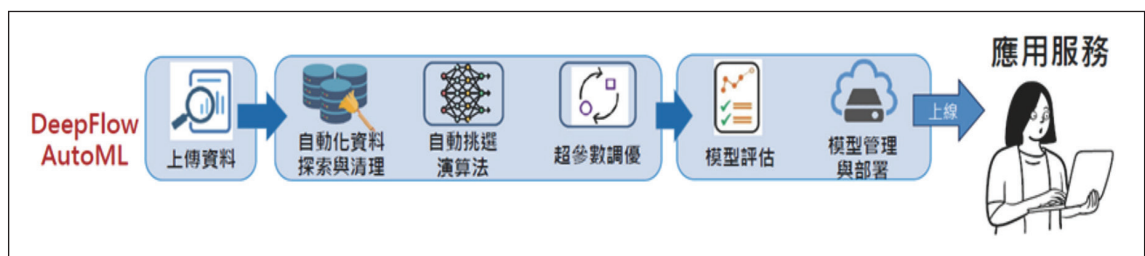 DeepFlow
AutoML
上傳資料
自動化資料
探索與清理
自動挑選
演算法
超參數調優
模型評估
模型管理
與部署
上線
應用服務